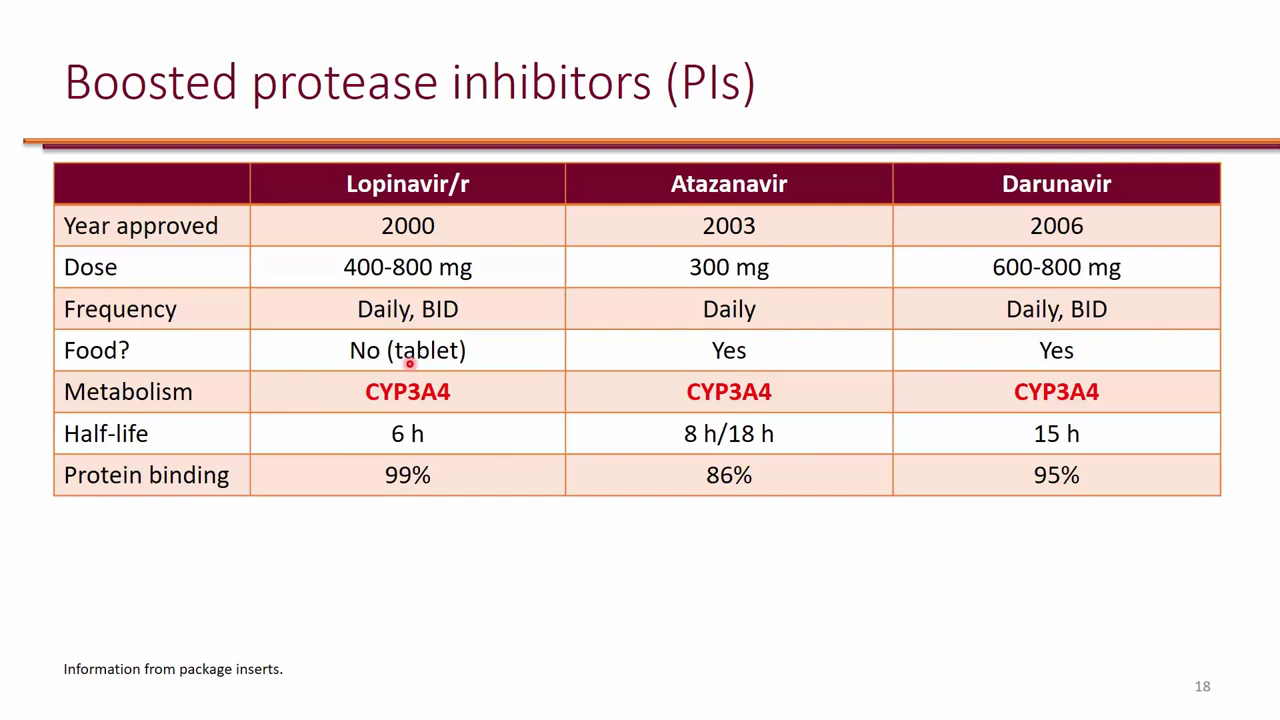 Boosted protease inhibitors (PIs)
Lopinavir/r Atazanavir Darunavir
Year approved 2000 2003 2006
Dose 400-800 mg 300 mg 600-800 mg
Frequency Daily, BID Daily Daily, BID
Food? No (tablet) Yes Yes
Metabolism CYP3A4 CYP3A4 CYP3A4
Half-life 6 h 8 h/18 h 15 h
Protein binding 99% 86% 95%
Information from package inserts.
18